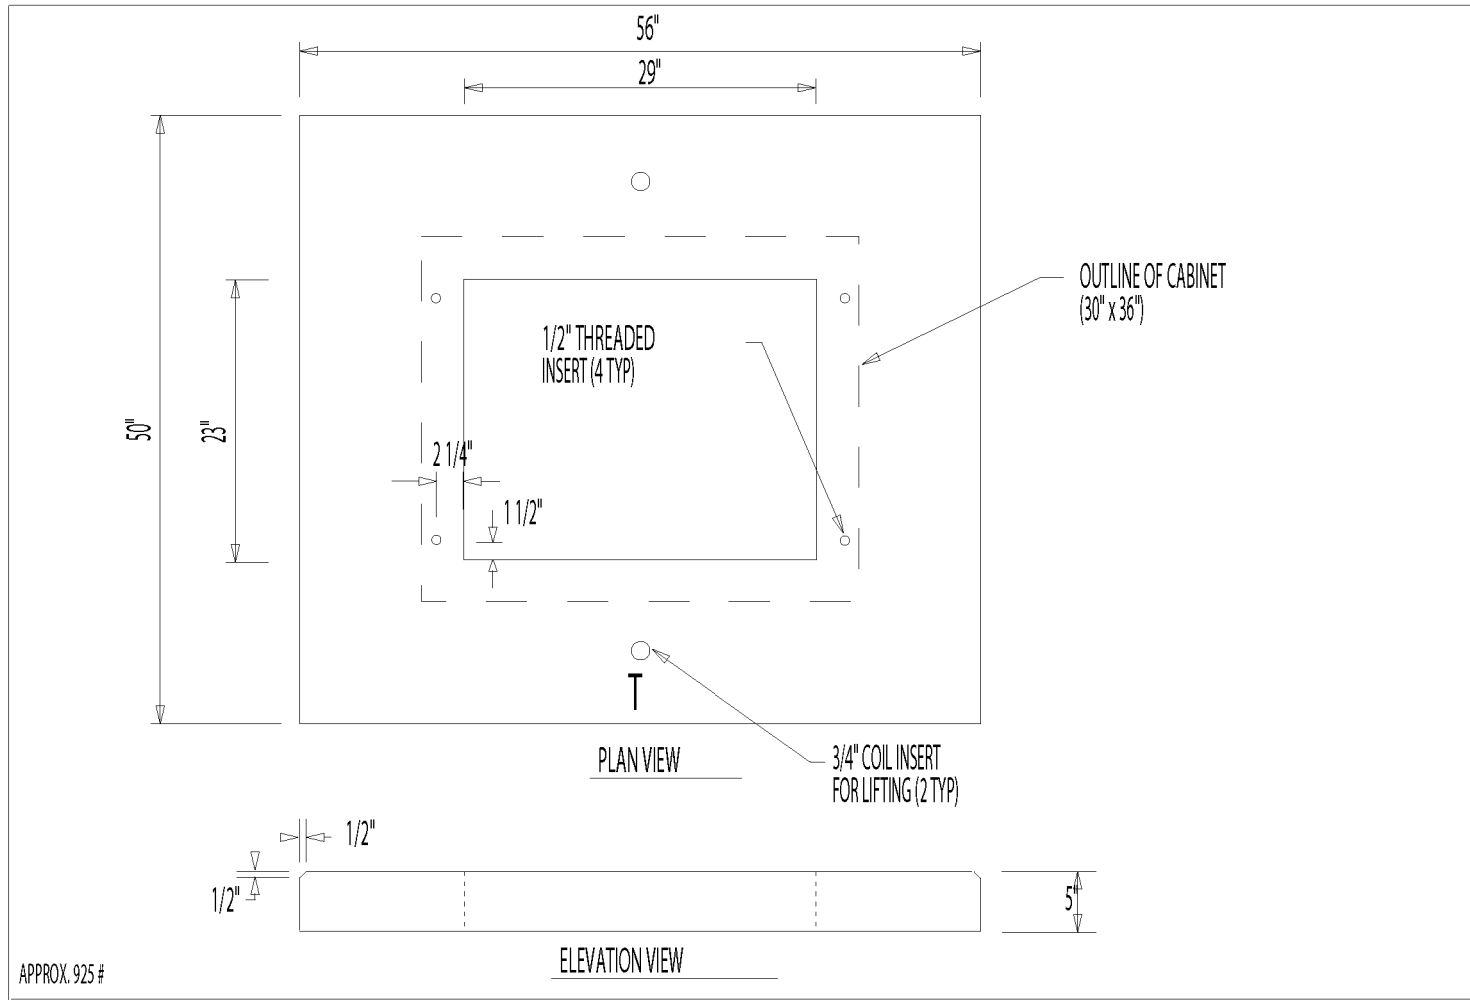 56"
29"
OUTLINE OF CABINET
(30" x 36")
1/2" THREADED
INSERT (4 TYP)
50"
23"
2 1/4"
1 1/2"
T
PLAN VIEW
3/4" COIL INSERT
FOR LIFTING (2 TYP)
1/2"
1/2"
5"
ELEVATION VIEW
APPROX. 925 #